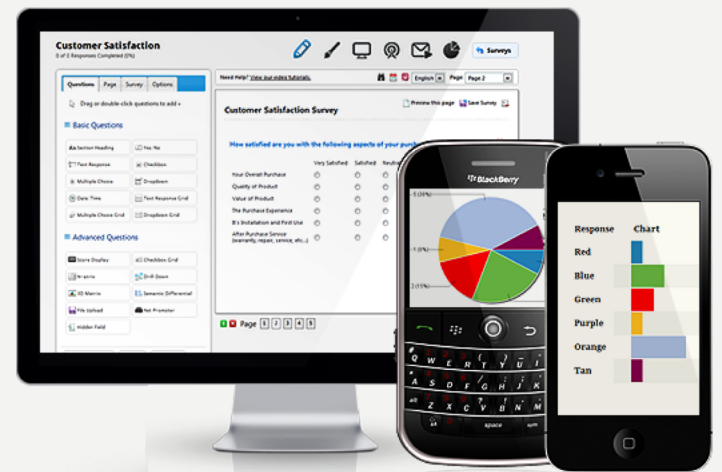 Customer Satisfaction
0 of 0 Responses Completed (0%)
Surveys
Questions Page Survey Options
Need Help? View our video tutorials.
English Page Page 2
Drag or double-click questions to add
Preview this page Save Survey
Customer Satisfaction Survey
Basic Questions
Section Heading Yes/No
Text Response Checkbox
Multiple Choice Dropdown
Date/Time Text Response Grid
Multiple Choice Grid Dropdown Grid
How satisfied are you with the following aspects of your
Very Satisfied Satisfied
Your Overall Purchase
Quality of Product
Value of Product
The Purchase Experience
It's Installation and First Use
After Purchase Service
(warranty, repair, service, etc...)
Advanced Questions
Score Display Checkbox Grid
Matrix Drill Down
3D Matrix Semantic Differential
File Upload Net Promoter
Hidden Field
Page 1 2 3 4 5
BlackBerry
Q W E R T Y U I
A S D F G H J K
alt Z X C V B N M
space sym
Response Chart
Red
Blue
Green
Purple
Orange
Tan